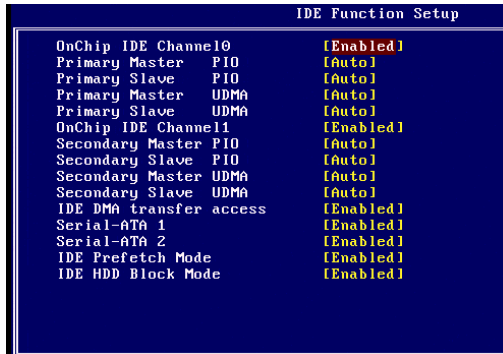 IDE Function Setup
OnChip IDE Channel0 [Enabled]
Primary Master PIO [Auto]
Primary Slave PIO [Auto]
Primary Master UDMA [Auto]
Primary Slave UDMA [Auto]
OnChip IDE Channel1 [Enabled]
Secondary Master PIO [Auto]
Secondary Slave PIO [Auto]
Secondary Master UDMA [Auto]
Secondary Slave UDMA [Auto]
IDE DMA transfer access [Enabled]
Serial-ATA 1 [Enabled]
Serial-ATA 2 [Enabled]
IDE Prefetch Mode [Enabled]
IDE HDD Block Mode [Enabled]